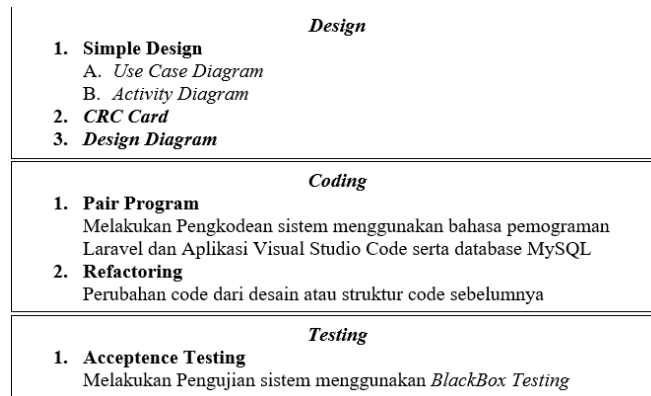 Design
1. Simple Design
A. Use Case Diagram
B. Activity Diagram
2. CRC Card
3. Design Diagram
Coding
1. Pair Program
Melakukan Pengkodean sistem menggunakan bahasa pemograman
Laravel dan Aplikasi Visual Studio Code serta database MySQL
2. Refactoring
Perubahan code dari desain atau struktur code sebelumnya
Testing
1. Acceptence Testing
Melakukan Pengujian sistem menggunakan BlackBox Testing